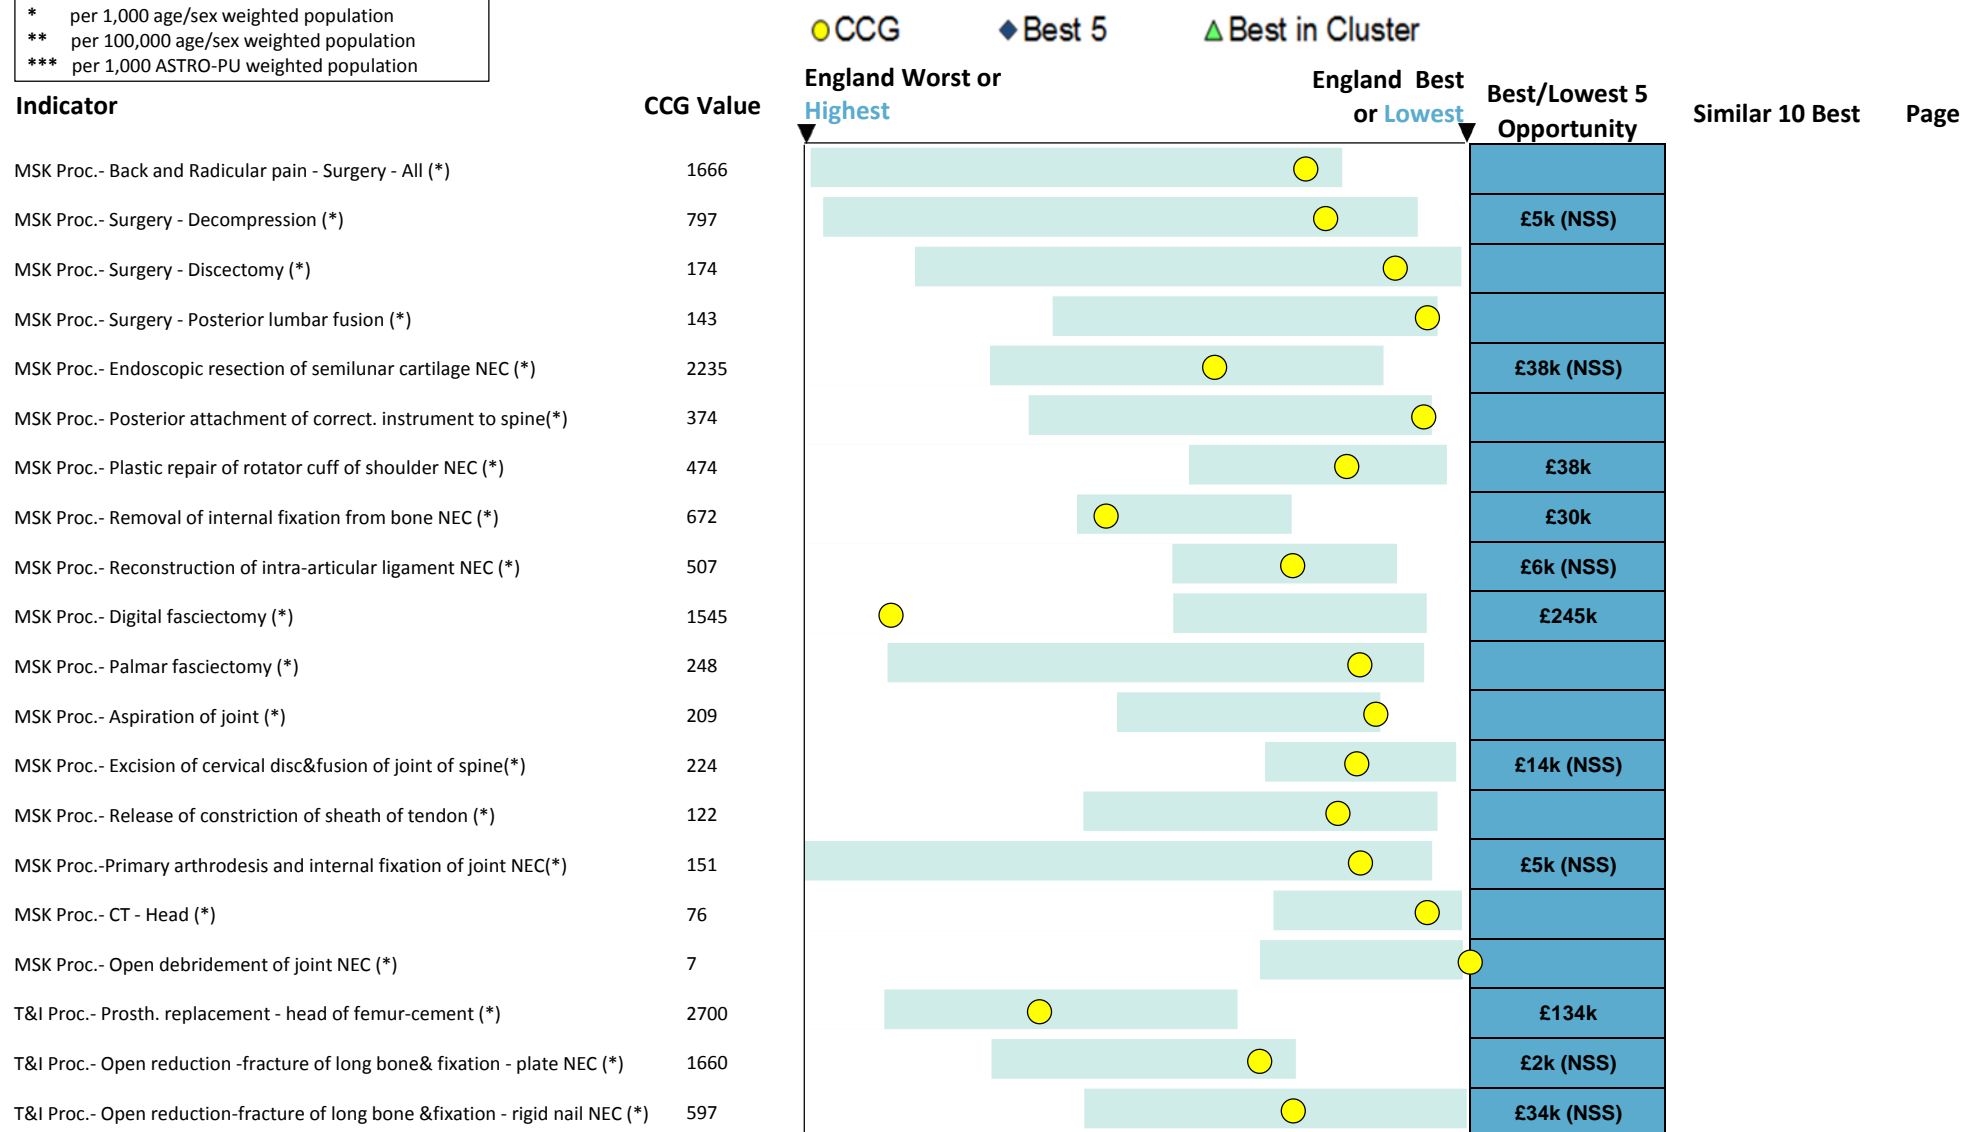 * per 1,000 age/sex weighted population
** per 100,000 age/sex weighted population
*** per 1,000 ASTRO-PU weighted population
CCG Best 5 Best in Cluster
Indicator CCG Value England Worst or Highest England Best or Lowest Best/Lowest 5 Opportunity Similar 10 Best Page
MSK Proc.- Back and Radicular pain - Surgery - All (*) 1666
MSK Proc.- Surgery - Decompression (*) 797 £5k (NSS)
MSK Proc.- Surgery - Discectomy (*) 174
MSK Proc.- Surgery - Posterior lumbar fusion (*) 143
MSK Proc.- Endoscopic resection of semilunar cartilage NEC (*) 2235 £38k (NSS)
MSK Proc.- Posterior attachment of correct. instrument to spine(*) 374
MSK Proc.- Plastic repair of rotator cuff of shoulder NEC (*) 474 £38k
MSK Proc.- Removal of internal fixation from bone NEC (*) 672 £30k
MSK Proc.- Reconstruction of intra-articular ligament NEC (*) 507 £6k (NSS)
MSK Proc.- Digital fasciectomy (*) 1545 £245k
MSK Proc.- Palmar fasciectomy (*) 248
MSK Proc.- Aspiration of joint (*) 209
MSK Proc.- Excision of cervical disc&fusion of joint of spine(*) 224 £14k (NSS)
MSK Proc.- Release of constriction of sheath of tendon (*) 122
MSK Proc.-Primary arthrodesis and internal fixation of joint NEC(*) 151 £5k (NSS)
MSK Proc.- CT - Head (*) 76
MSK Proc.- Open debridement of joint NEC (*) 7
T&I Proc.- Prosth. replacement - head of femur-cement (*) 2700 £134k
T&I Proc.- Open reduction -fracture of long bone& fixation - plate NEC (*) 1660 £2k (NSS)
T&I Proc.- Open reduction-fracture of long bone &fixation - rigid nail NEC (*) 597 £34k (NSS)